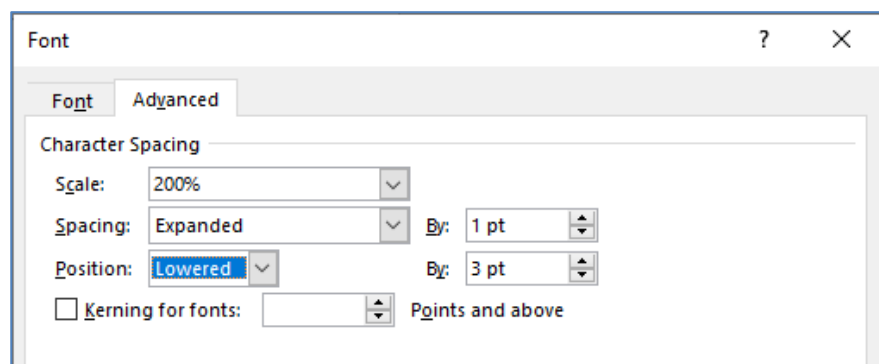 Font ?
Font Advanced
Character Spacing
Scale: 200%
Spacing: Expanded By: 1 pt
Position: Lowered By: 3 pt
Kerning for fonts: Points and above